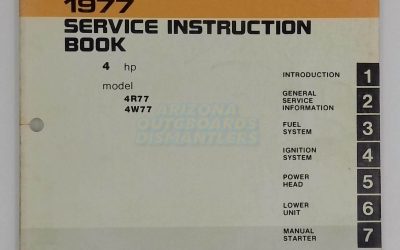 1977
SERVICE INSTRUCTION
BOOK
4 hp
model
4R77
4W77
ARIZONA
OUTBOARDS
DISMANTLERS
INTRODUCTION 1
GENERAL
SERVICE
INFORMATION 2
FUEL
SYSTEM 3
IGNITION
SYSTEM 4
POWER
HEAD 5
LOWER
UNIT 6
MANUAL
STARTER 7